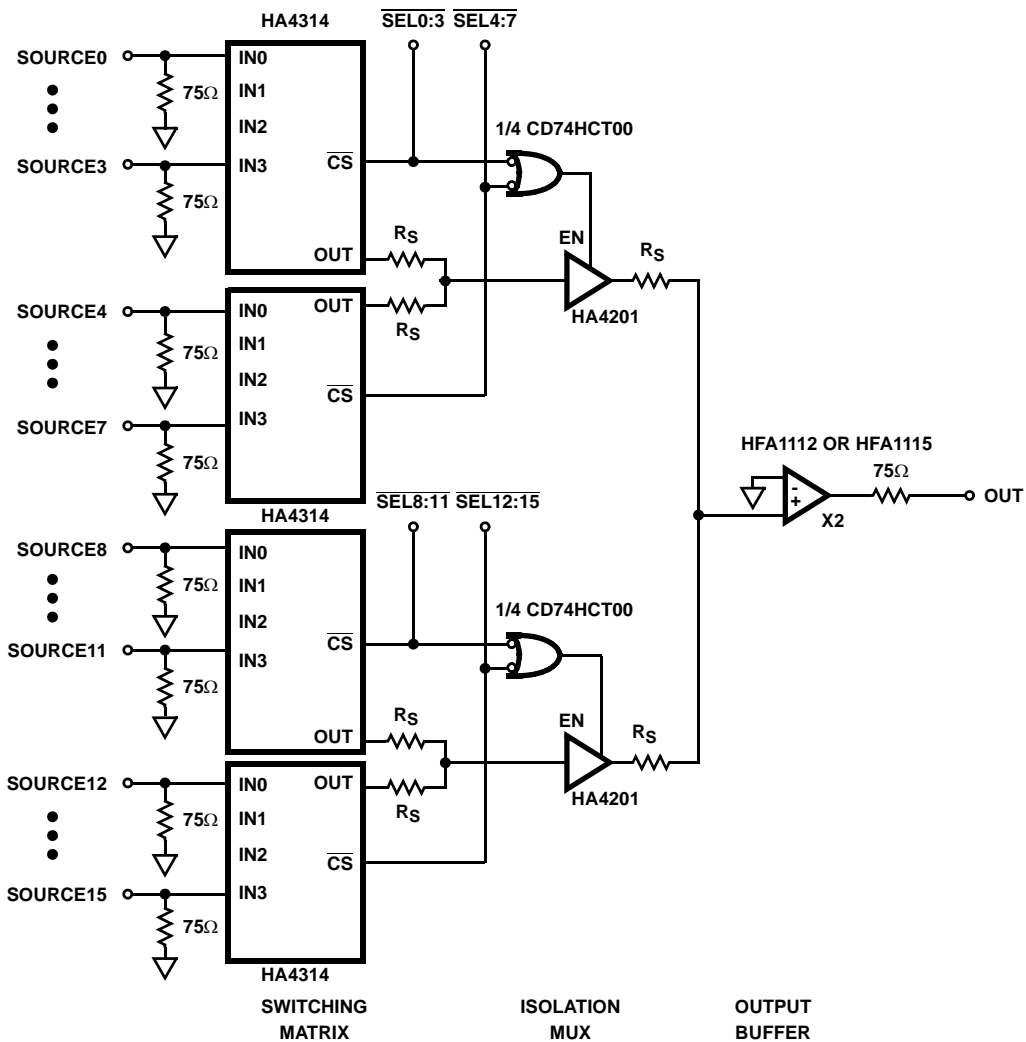 HA4314
SEL0:3 SEL4:7
SOURCE0
IN0
75Ω
IN1
IN2
1/4 CD74HCT00
SOURCE3
IN3
CS
75Ω
OUT
RS
EN
RS
HA4201
SOURCE4
IN0
OUT
RS
75Ω
IN1
IN2
CS
SOURCE7
IN3
75Ω
HFA1112 OR HFA1115
75Ω
-
+
X2
OUT
SEL8:11 SEL12:15
HA4314
SOURCE8
IN0
75Ω
IN1
IN2
1/4 CD74HCT00
SOURCE11
IN3
CS
75Ω
OUT
RS
EN
RS
HA4201
SOURCE12
IN0
OUT
RS
75Ω
IN1
IN2
CS
SOURCE15
IN3
75Ω
HA4314
SWITCHING
MATRIX
ISOLATION
MUX
OUTPUT
BUFFER